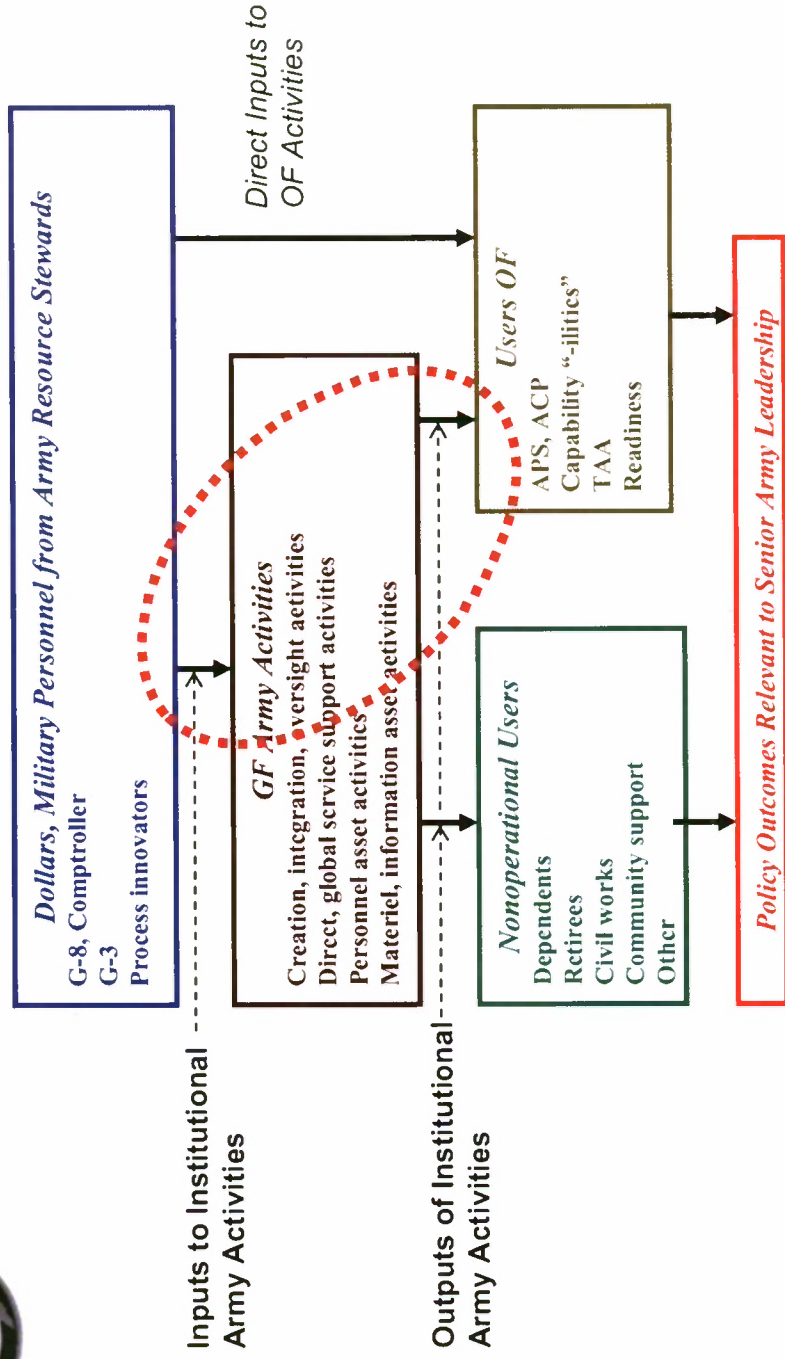 Dollars, Military Personnel from Army Resource Stewards
G-8, Comptroller
G-3
Process innovators
Inputs to Institutional
Army Activities
Direct Inputs to
OF Activities
GF Army Activities
Creation, integration, oversight activities
Direct, global service support activities
Personnel asset activities
Materiel, information asset activities
Outputs of Institutional
Army Activities
Nonoperational Users
Dependents
Retirees
Civil works
Community support
Other
Users OF
APS, ACP
Capability “-ilities”
TAA
Readiness
Policy Outcomes Relevant to Senior Army Leadership